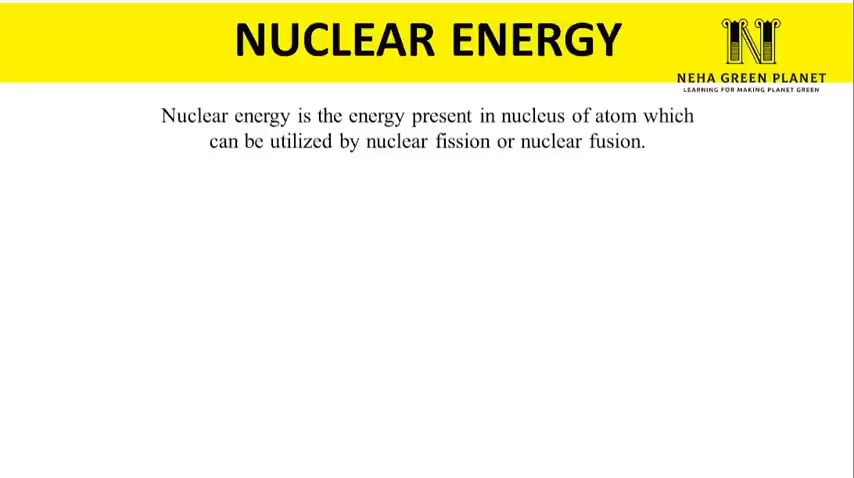 NUCLEAR ENERGY
N
NEHA GREEN PLANET
LEARNING FOR MAKING PLANET GREEN
Nuclear energy is the energy present in nucleus of atom which
can be utilized by nuclear fission or nuclear fusion.